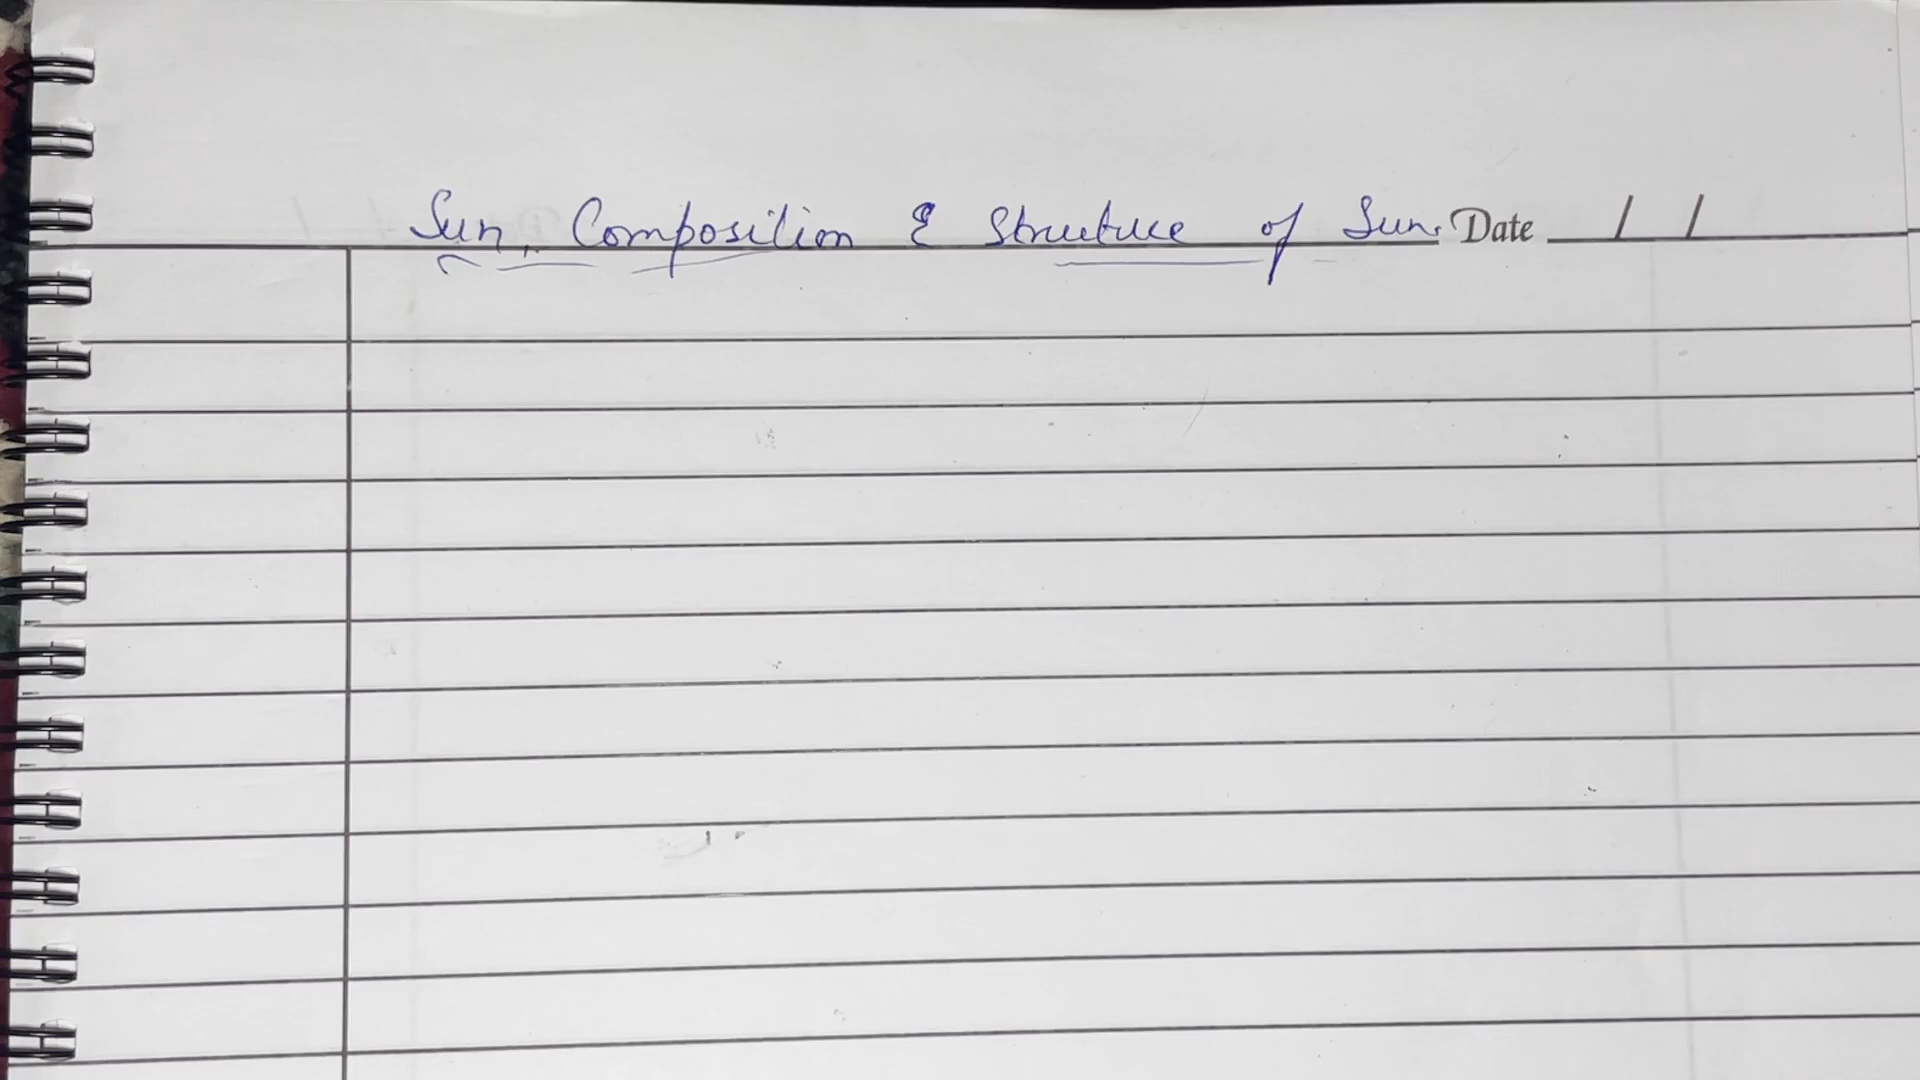 Sun, Composition & Structure of Sun. Date / /